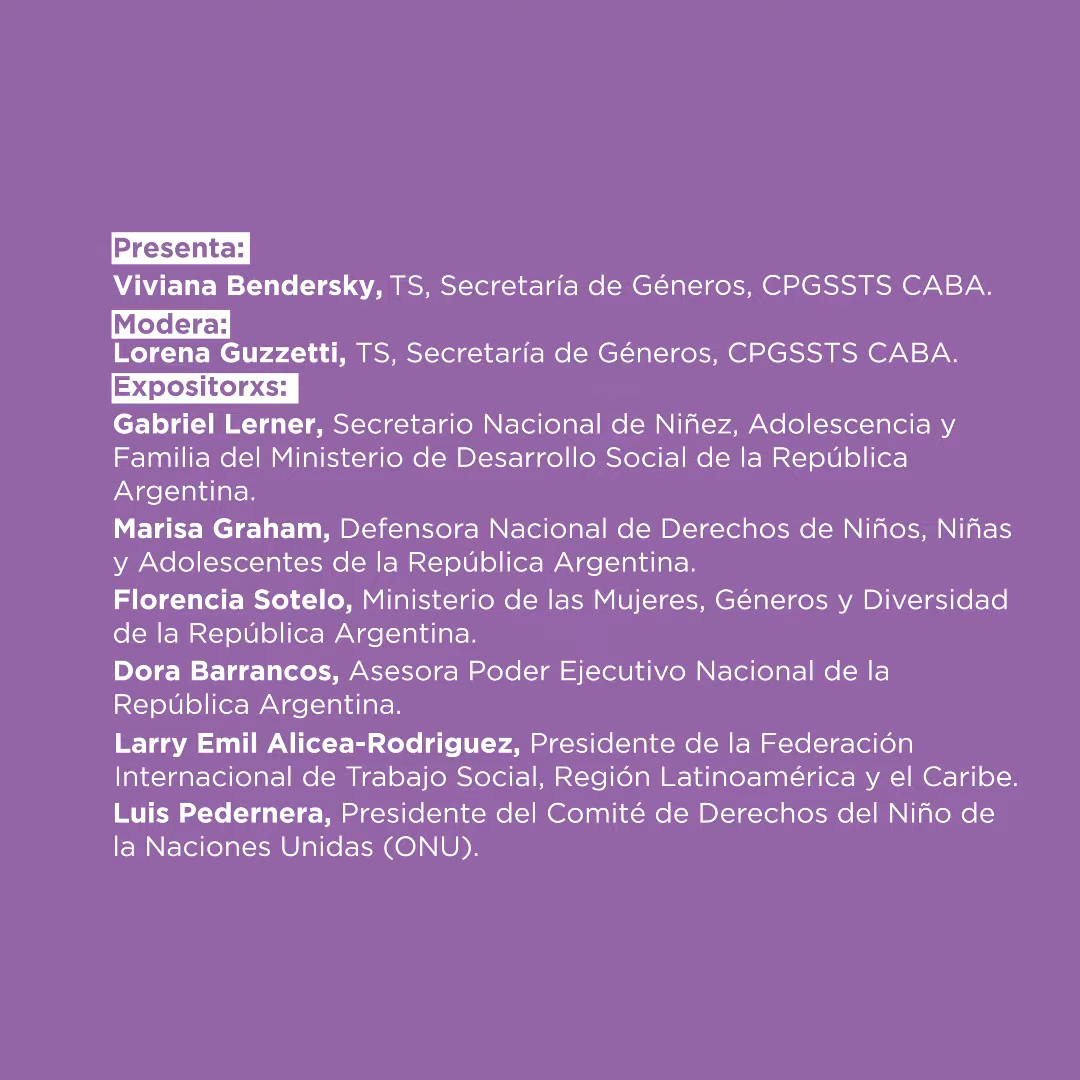 Presenta:
Viviana Bendersky, TS, Secretaría de Géneros, CPGSSTS CABA.
Modera:
Lorena Guzzetti, TS, Secretaría de Géneros, CPGSSTS CABA.
Expositorxs:
Gabriel Lerner, Secretario Nacional de Niñez, Adolescencia y
Familia del Ministerio de Desarrollo Social de la República
Argentina.
Marisa Graham, Defensora Nacional de Derechos de Niños, Niñas
y Adolescentes de la República Argentina.
Florencia Sotelo, Ministerio de las Mujeres, Géneros y Diversidad
de la República Argentina.
Dora Barrancos, Asesora Poder Ejecutivo Nacional de la
República Argentina.
Larry Emil Alicea-Rodriguez, Presidente de la Federación
Internacional de Trabajo Social, Región Latinoamérica y el Caribe.
Luis Pedernera, Presidente del Comité de Derechos del Niño de
la Naciones Unidas (ONU).